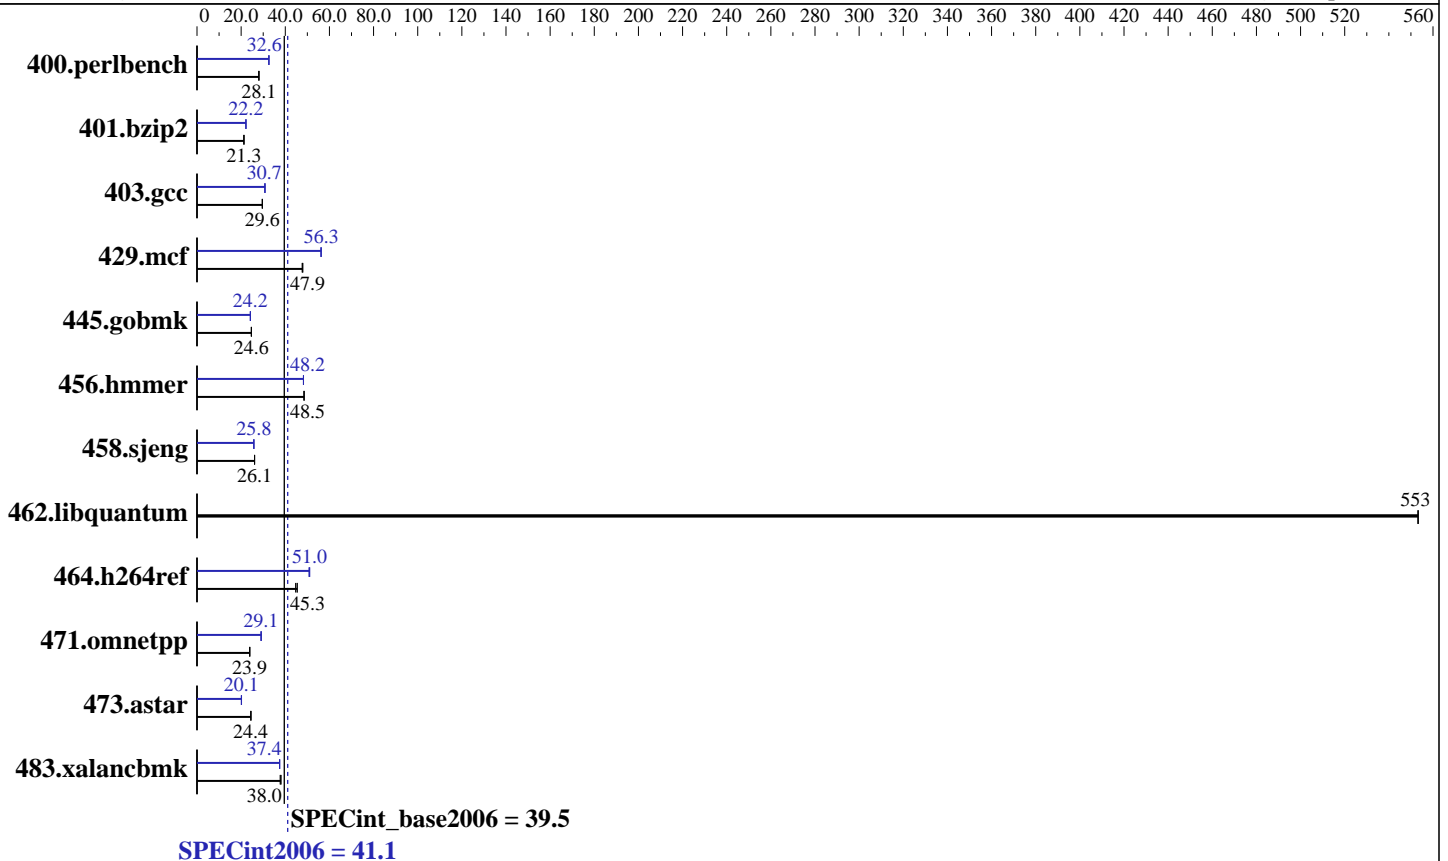 0 20.0 40.0 60.0 80.0 100 120 140 160 180 200 220 240 260 280 300 320 340 360 380 400 420 440 460 480 500 520 560
32.6
400.perlbench
28.1
22.2
401.bzip2
21.3
30.7
403.gcc
29.6
56.3
429.mcf
47.9
24.2
445.gobmk
24.6
48.2
456.hmmer
48.5
25.8
458.sjeng
26.1
553
462.libquantum
51.0
464.h264ref
45.3
29.1
471.omnetpp
23.9
20.1
473.astar
24.4
37.4
483.xalancbmk
38.0
SPECint_base2006 = 39.5
SPECint2006 = 41.1